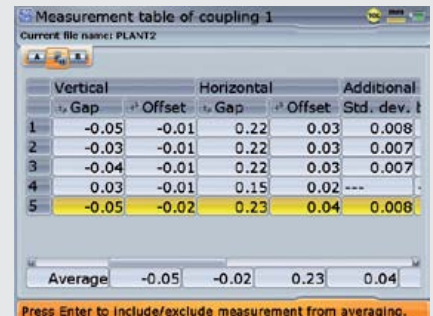 Measurement table of coupling 1
Current file name: PLANT2
A B
Vertical Horizontal Additional
Gap Offset Gap Offset Std. dev.
1 -0.05 -0.01 0.22 0.03 0.008
2 -0.03 -0.01 0.22 0.03 0.007
3 -0.04 -0.01 0.22 0.03 0.007
4 0.03 -0.01 0.15 0.02 ---
5 -0.05 -0.02 0.23 0.04 0.008
Average -0.05 -0.02 0.23 0.04
Press Enter to include/exclude measurement from averaging.